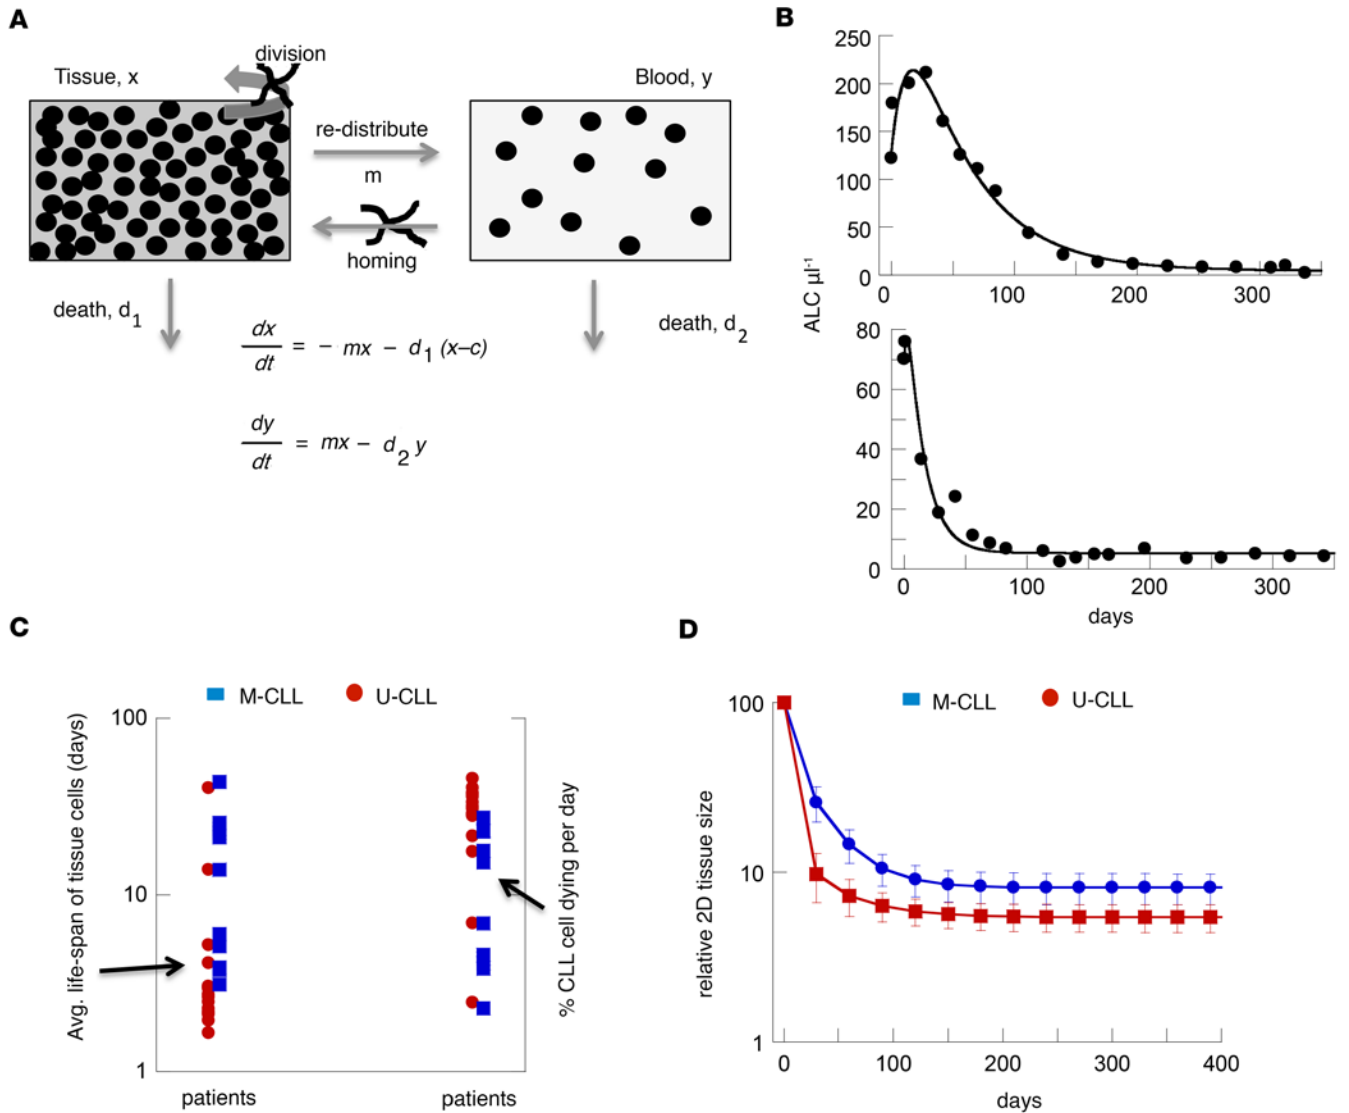 A
division
Tissue, x
Blood, y
re-distribute
m
homing
death, d1
death, d2
dx/dt = - mx – d1 (x–c)
dy/dt = mx – d2 y
B
250
200
150
100
50
0
0 100 200 300
ALC µl-1
80
60
40
20
0
0 100 200 300
days
C
M-CLL U-CLL
100
10
1
Avg. life-span of tissue cells (days)
% CLL cell dying per day
patients patients
D
M-CLL U-CLL
100
10
1
relative 2D tissue size
0 100 200 300 400
days